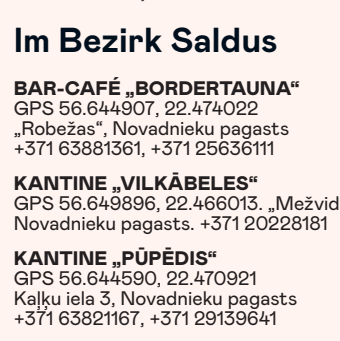 Im Bezirk Saldus
BAR-CAFÉ „BORDERTAUNA“
GPS 56.644907, 22.474022
„Robežas“, Novadnieku pagasts
+371 63881361, +371 25636111
KANTINE „VILKĀBELES“
GPS 56.649896, 22.466013. „Mežvid
Novadnieku pagasts. +371 20228181
KANTINE „PŪPĒDIS“
GPS 56.644590, 22.470921
Kaļķu iela 3, Novadnieku pagasts
+371 63821167, +371 29139641